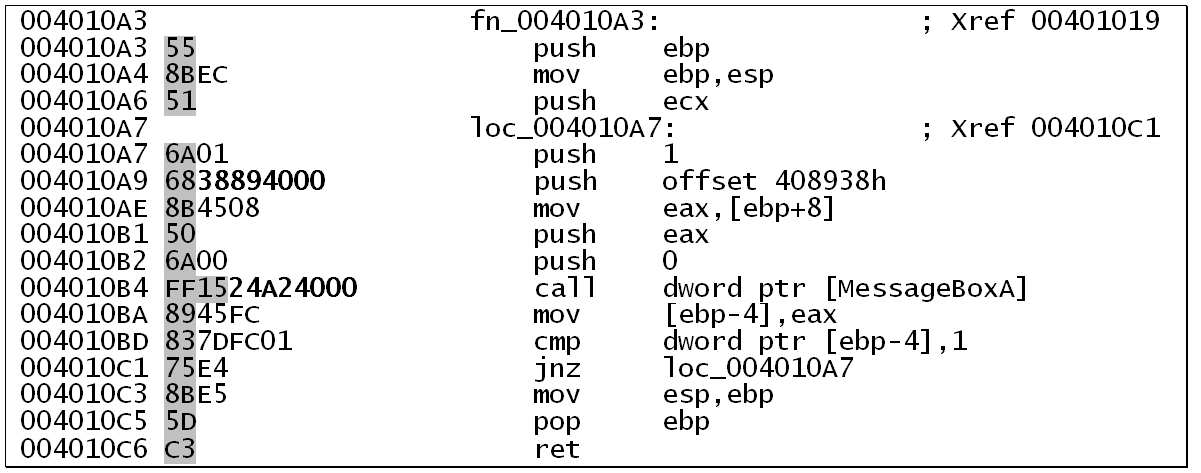 004010A3 fn_004010A3: ; Xref 00401019
004010A3 55 push ebp
004010A4 8BEC mov ebp,esp
004010A6 51 push ecx
004010A7 loc_004010A7: ; Xref 004010C1
004010A7 6A01 push 1
004010A9 6838894000 push offset 408938h
004010AE 8B4508 mov eax,[ebp+8]
004010B1 50 push eax
004010B2 6A00 push 0
004010B4 FF1524A24000 call dword ptr [MessageBoxA]
004010BA 8945FC mov [ebp-4],eax
004010BD 837DFC01 cmp dword ptr [ebp-4],1
004010C1 75E4 jnz loc_004010A7
004010C3 8BE5 mov esp,ebp
004010C5 5D pop ebp
004010C6 C3 ret